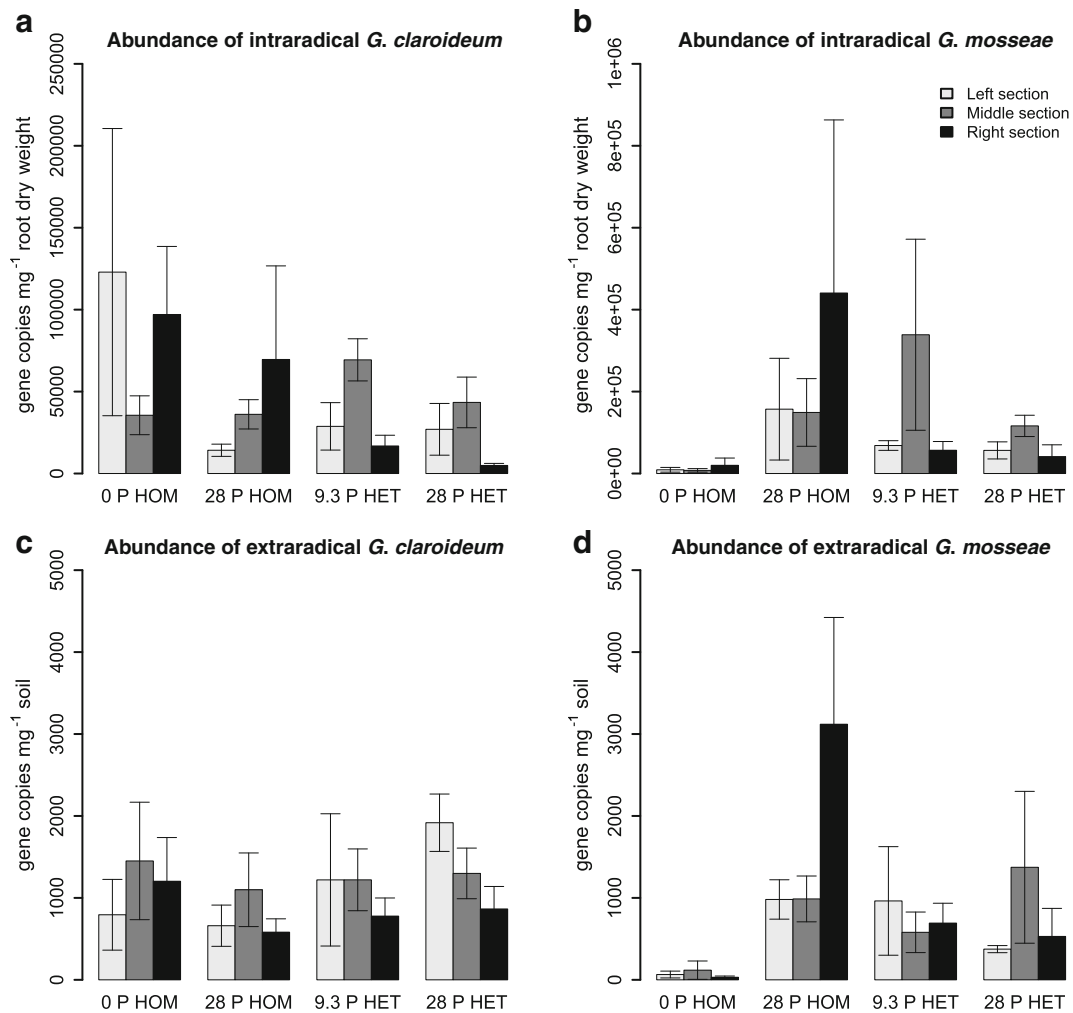 a
Abundance of intraradical G. claroideum
gene copies mg-1 root dry weight
250000
200000
150000
100000
50000
0
0 P HOM 28 P HOM 9.3 P HET 28 P HET
b
Abundance of intraradical G. mosseae
gene copies mg-1 root dry weight
1e+06
8e+05
6e+05
4e+05
2e+05
0e+00
Left section
Middle section
Right section
0 P HOM 28 P HOM 9.3 P HET 28 P HET
c
Abundance of extraradical G. claroideum
gene copies mg-1 soil
5000
4000
3000
2000
1000
0
0 P HOM 28 P HOM 9.3 P HET 28 P HET
d
Abundance of extraradical G. mosseae
gene copies mg-1 soil
5000
4000
3000
2000
1000
0
0 P HOM 28 P HOM 9.3 P HET 28 P HET